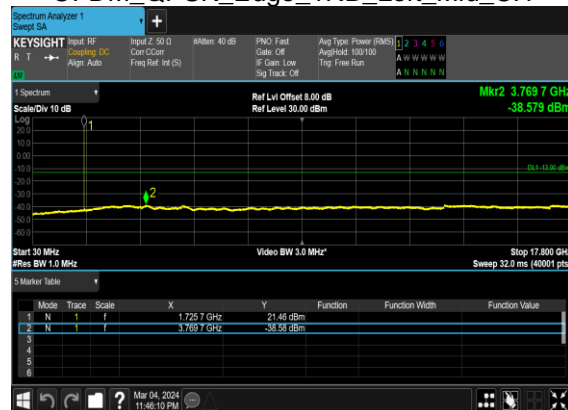 Spectrum Analyzer 1
Swept SA
+
KEYSIGHT Input: RF Input Z: 50 Ω #Atten: 40 dB PNO: Fast Avg Type: Power (RMS) 1 2 3 4 5 6
R T Coupling: DC Corr CCorr Gate: Off Avg|Hold: 100/100 A W W W W W
Align: Auto Freq Ref: Int (S) IF Gain: Low Trig: Free Run
LW Sig Track: Off A N N N N N
1 Spectrum Ref Lvl Offset 8.00 dB Mkr2 3.769 7 GHz
Scale/Div 10 dB Ref Level 30.00 dBm -38.579 dBm
Log
20.0
10.0
0.00
-10.0
DL1 -13.00 dBm
-20.0
-30.0
-40.0
-50.0
-60.0
1
2
Start 30 MHz Video BW 3.0 MHz* Stop 17.800 GHz
#Res BW 1.0 MHz Sweep 32.0 ms (40001 pts)
5 Marker Table
Mode Trace Scale X Y Function Function Width Function Value
1 N 1 f 1.725 7 GHz 21.46 dBm
2 N 1 f 3.769 7 GHz -38.58 dBm
3
4
5
6
? Mar 04, 2024
11:46:10 PM